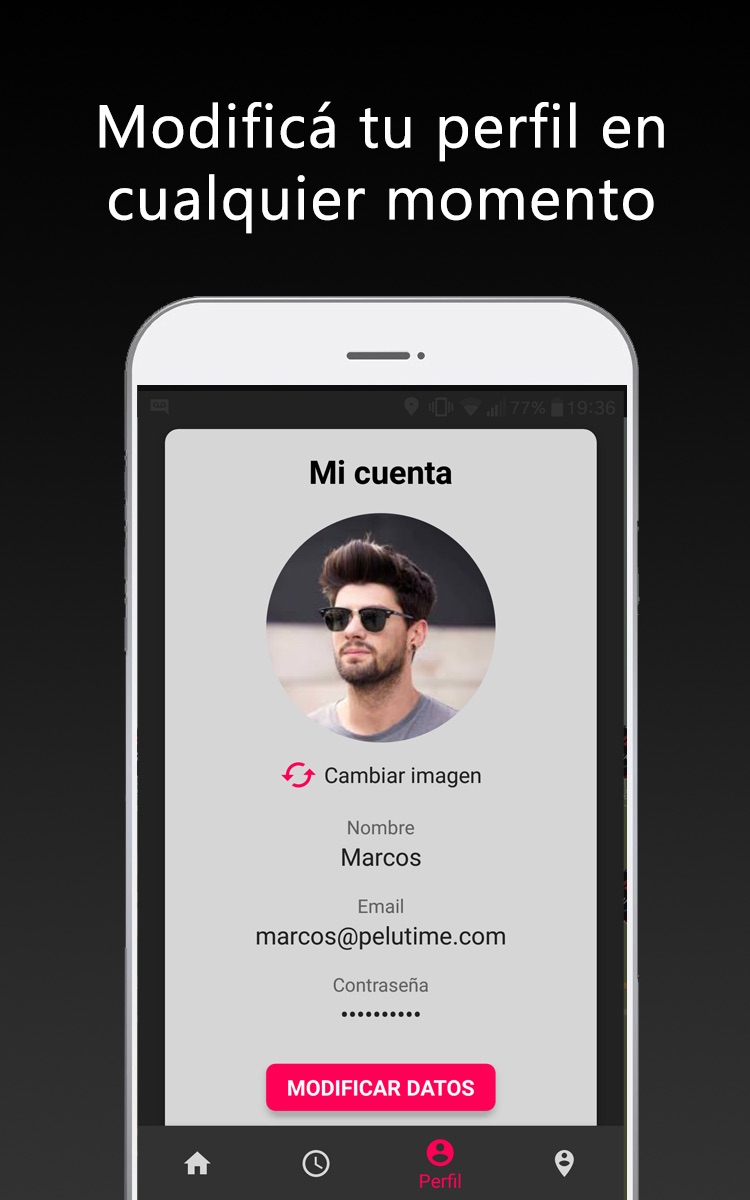 Modificá tu perfil en
cualquier momento
77% 19:36
Mi cuenta
Cambiar imagen
Nombre
Marcos
Email
marcos@pelutime.com
Contraseña
••••••••••
MODIFICAR DATOS
Perfil